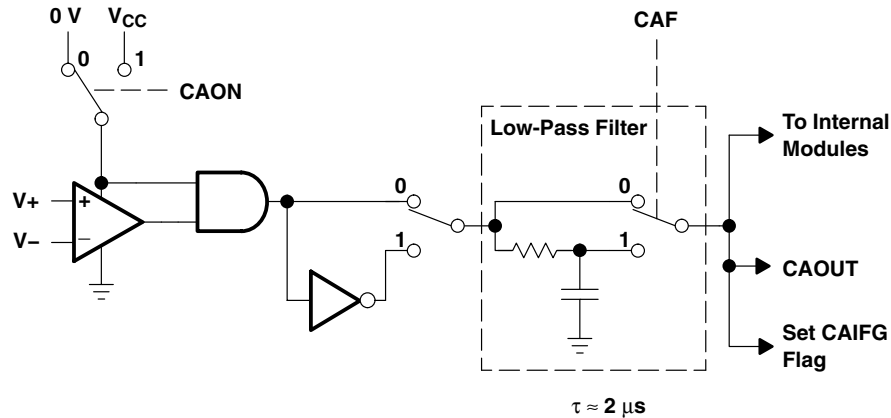 0 V
VCC
0
1
CAON
CAF
Low-Pass Filter
To Internal
Modules
V+
+
V−
−
0
1
0
1
CAOUT
Set CAIFG
Flag
τ ≈ 2 μs